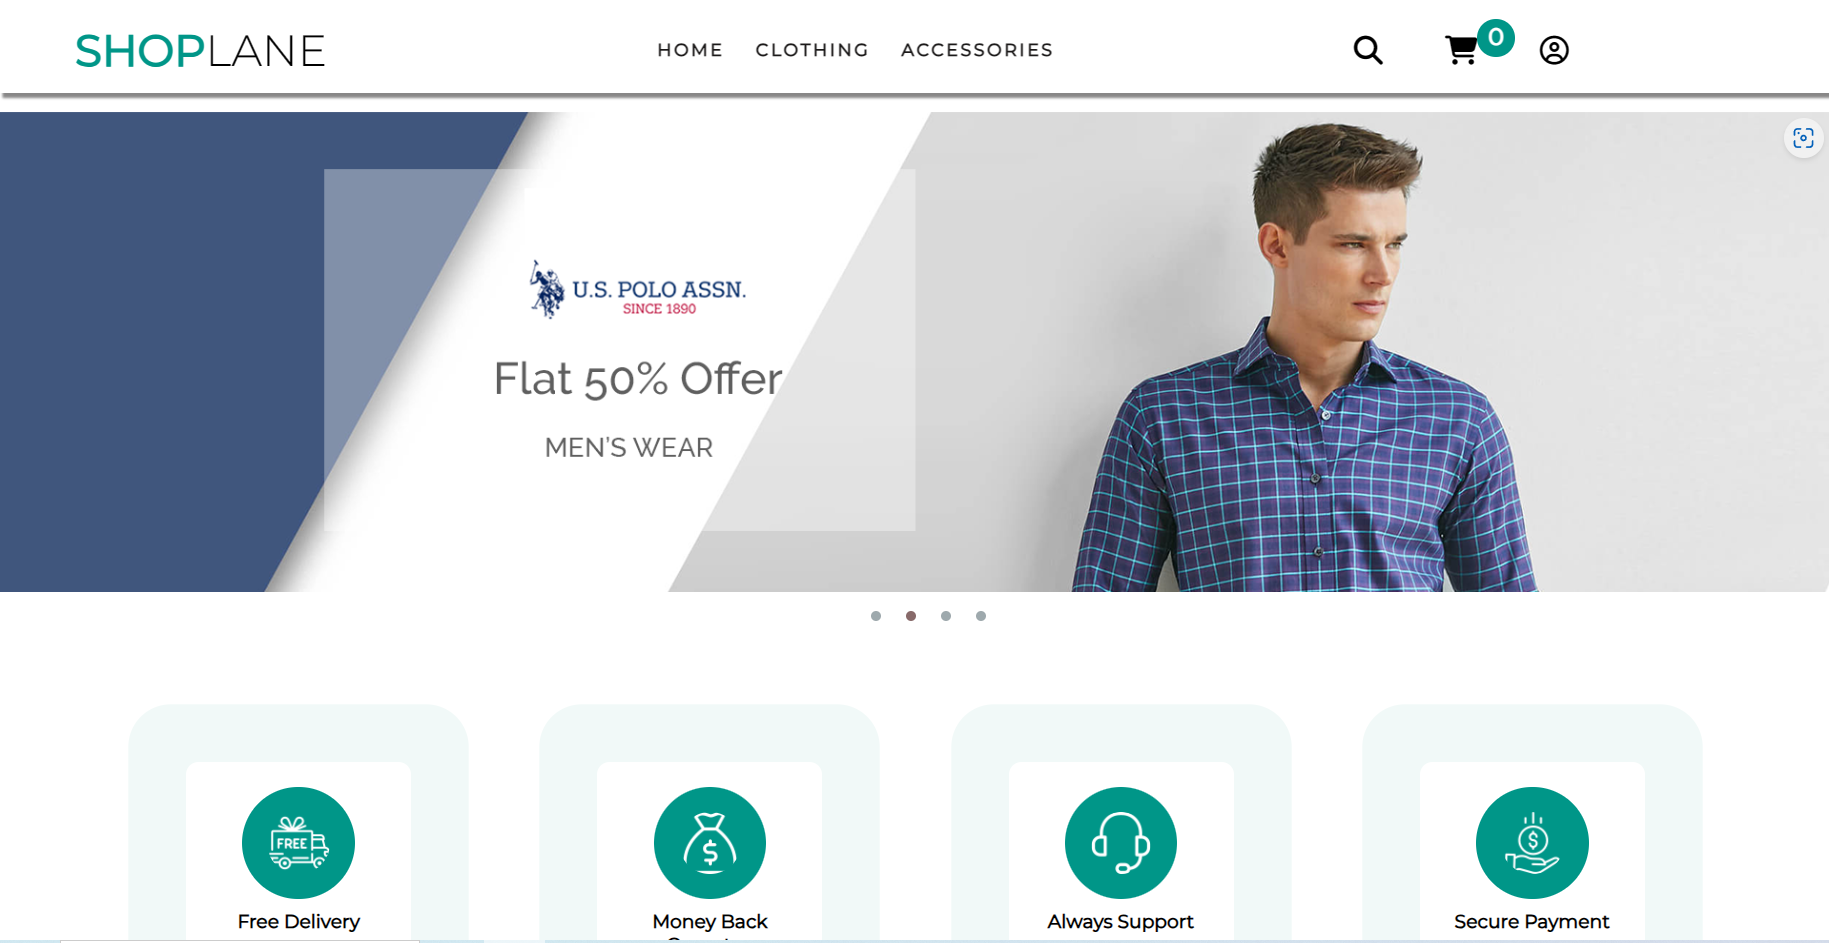 SHOPLANE
HOME CLOTHING ACCESSORIES
0
U.S. POLO ASSN.
SINCE 1890
Flat 50% Offer
MEN'S WEAR
FREE
$
$
Free Delivery
Money Back
Always Support
Secure Payment